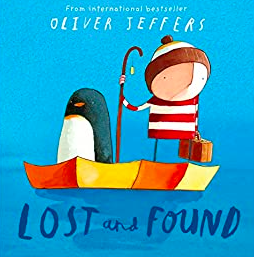 From international bestseller
OLIVER JEFFERS
LOST and FOUND